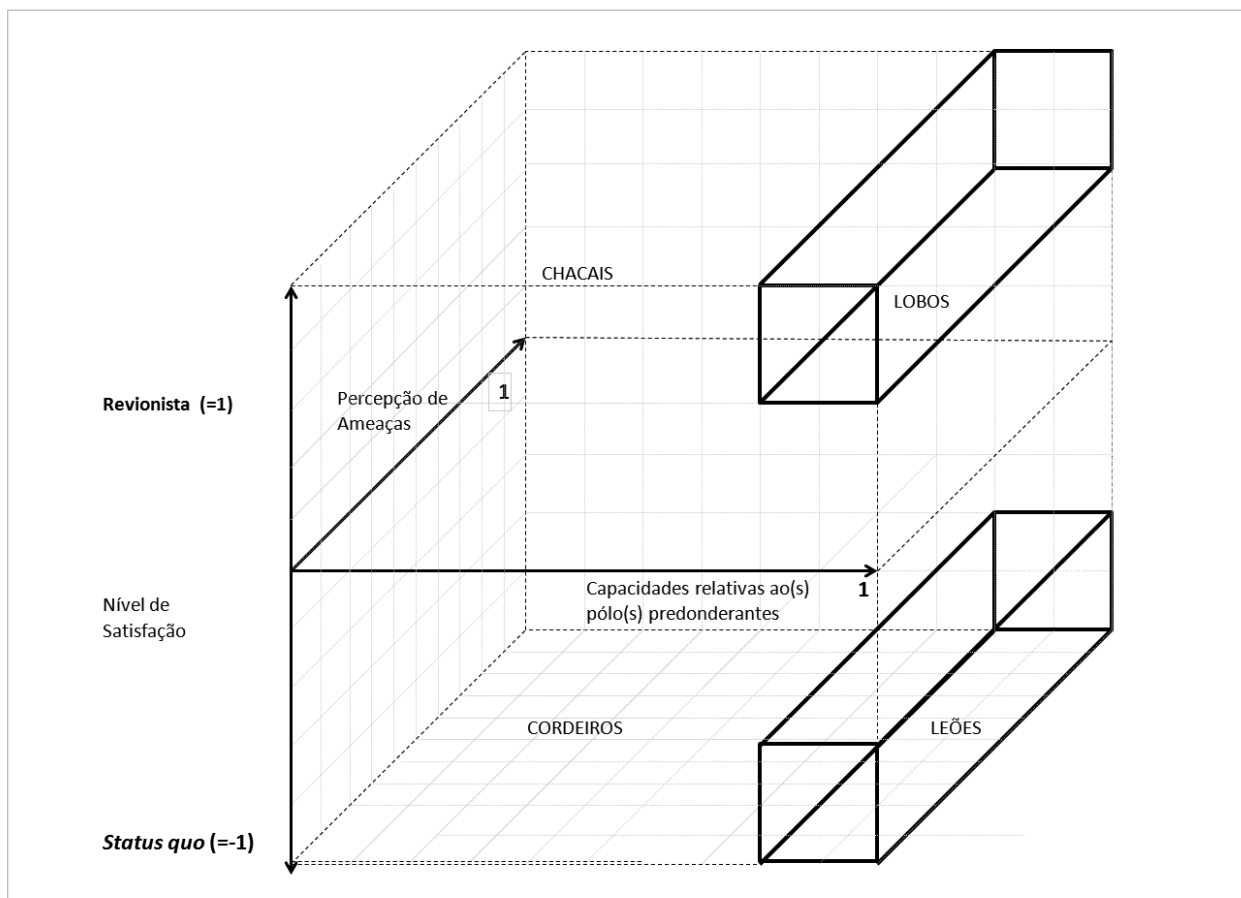 CHACAIS
LOBOS
Percepção de
Ameaças
1
Revionista (=1)
Capacidades relativas ao(s)
pólo(s) predonderantes
1
Nível de
Satisfação
CORDEIROS
LEÕES
Status quo (=-1)